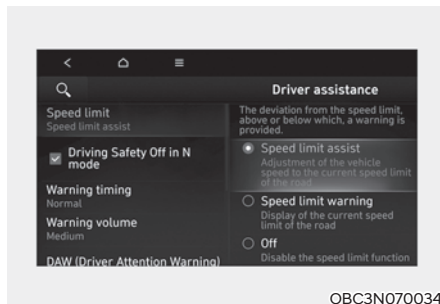 Driver assistance
Speed limit
Speed limit assist
Driving Safety Off in N
mode
Warning timing
Normal
Warning volume
Medium
DAW (Driver Attention Warning)
The deviation from the speed limit,
above or below which, a warning is
provided.
Speed limit assist
Adjustment of the vehicle
speed to the current speed limit
of the road
Speed limit warning
Display of the current speed
limit of the road
Off
Disable the speed limit function
OBC3N070034